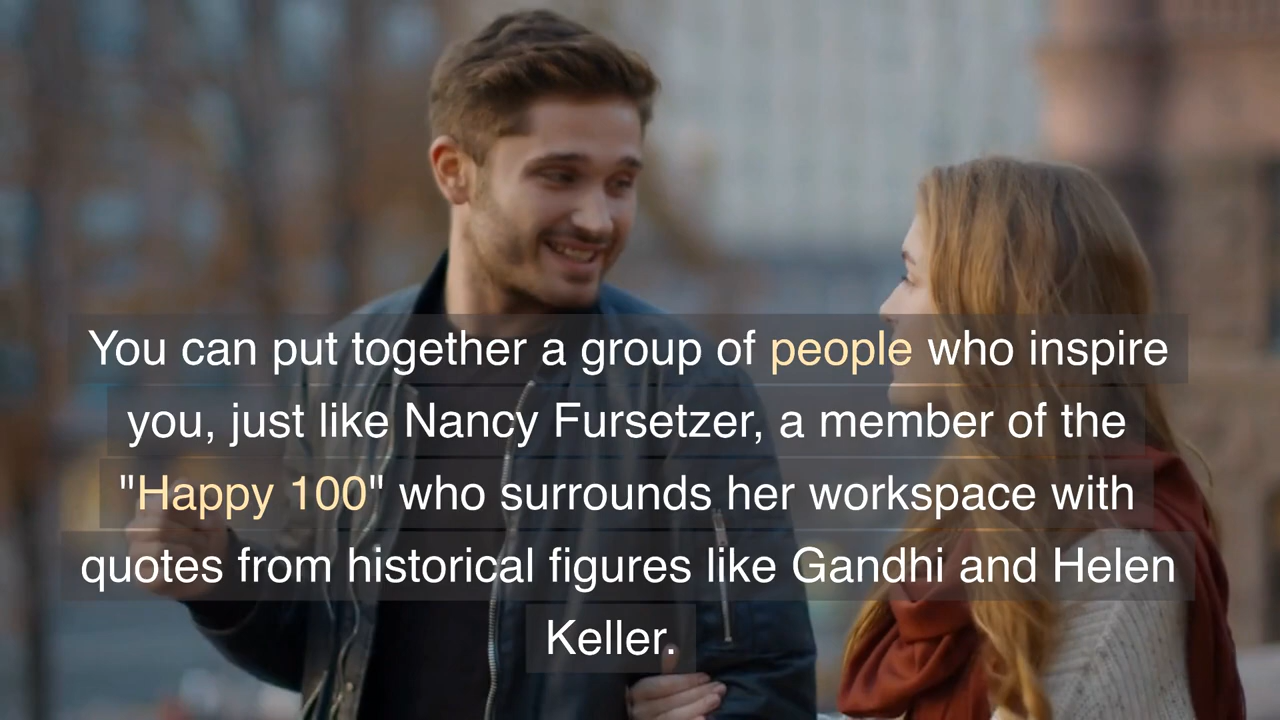 You can put together a group of people who inspire
you, just like Nancy Fursetzer, a member of the
"Happy 100" who surrounds her workspace with
quotes from historical figures like Gandhi and Helen
Keller.